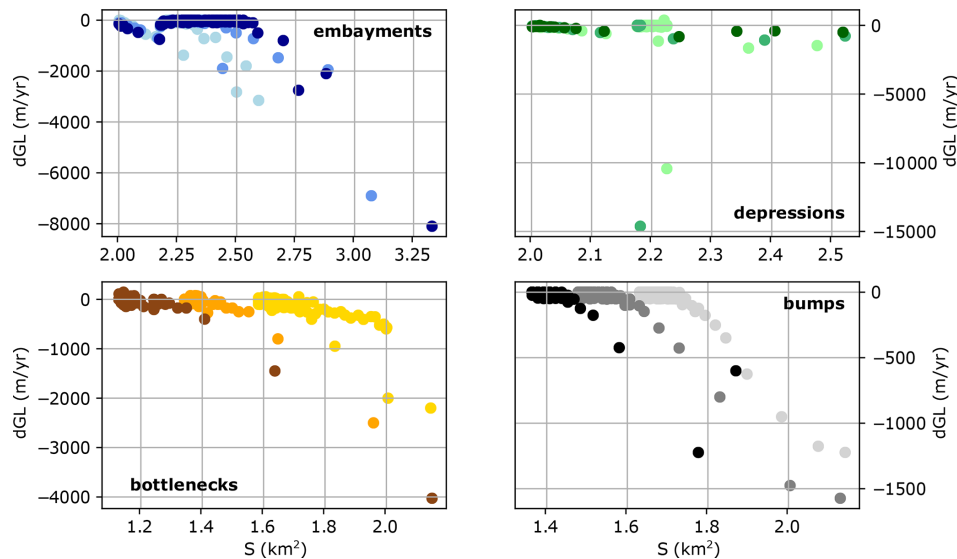 0
−2000
−4000
−6000
−8000
dGL (m/yr)
embayments
2.00 2.25 2.50 2.75 3.00 3.25
0
−5000
−10000
−15000
dGL (m/yr)
depressions
2.0 2.1 2.2 2.3 2.4 2.5
0
−1000
−2000
−3000
−4000
dGL (m/yr)
bottlenecks
1.2 1.4 1.6 1.8 2.0
S (km²)
0
−500
−1000
−1500
dGL (m/yr)
bumps
1.4 1.6 1.8 2.0
S (km²)